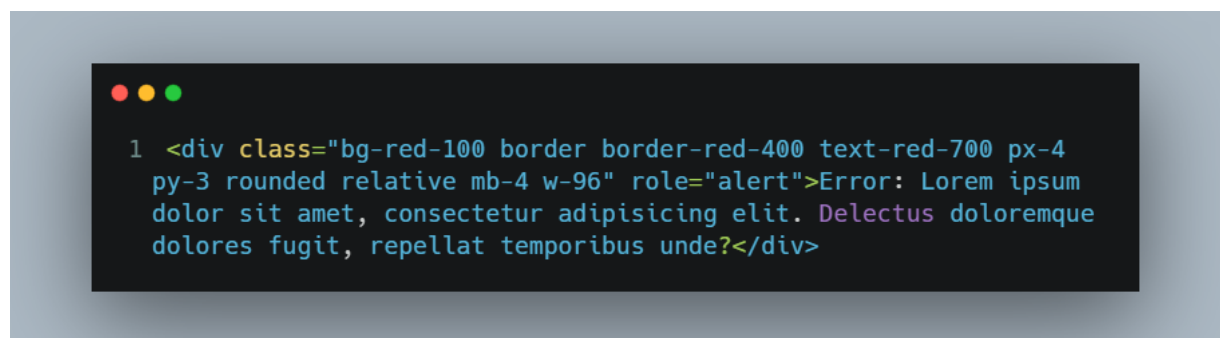 1 <div class="bg-red-100 border border-red-400 text-red-700 px-4
py-3 rounded relative mb-4 w-96" role="alert">Error: Lorem ipsum
dolor sit amet, consectetur adipisicing elit. Delectus doloremque
dolores fugit, repellat temporibus unde?</div>